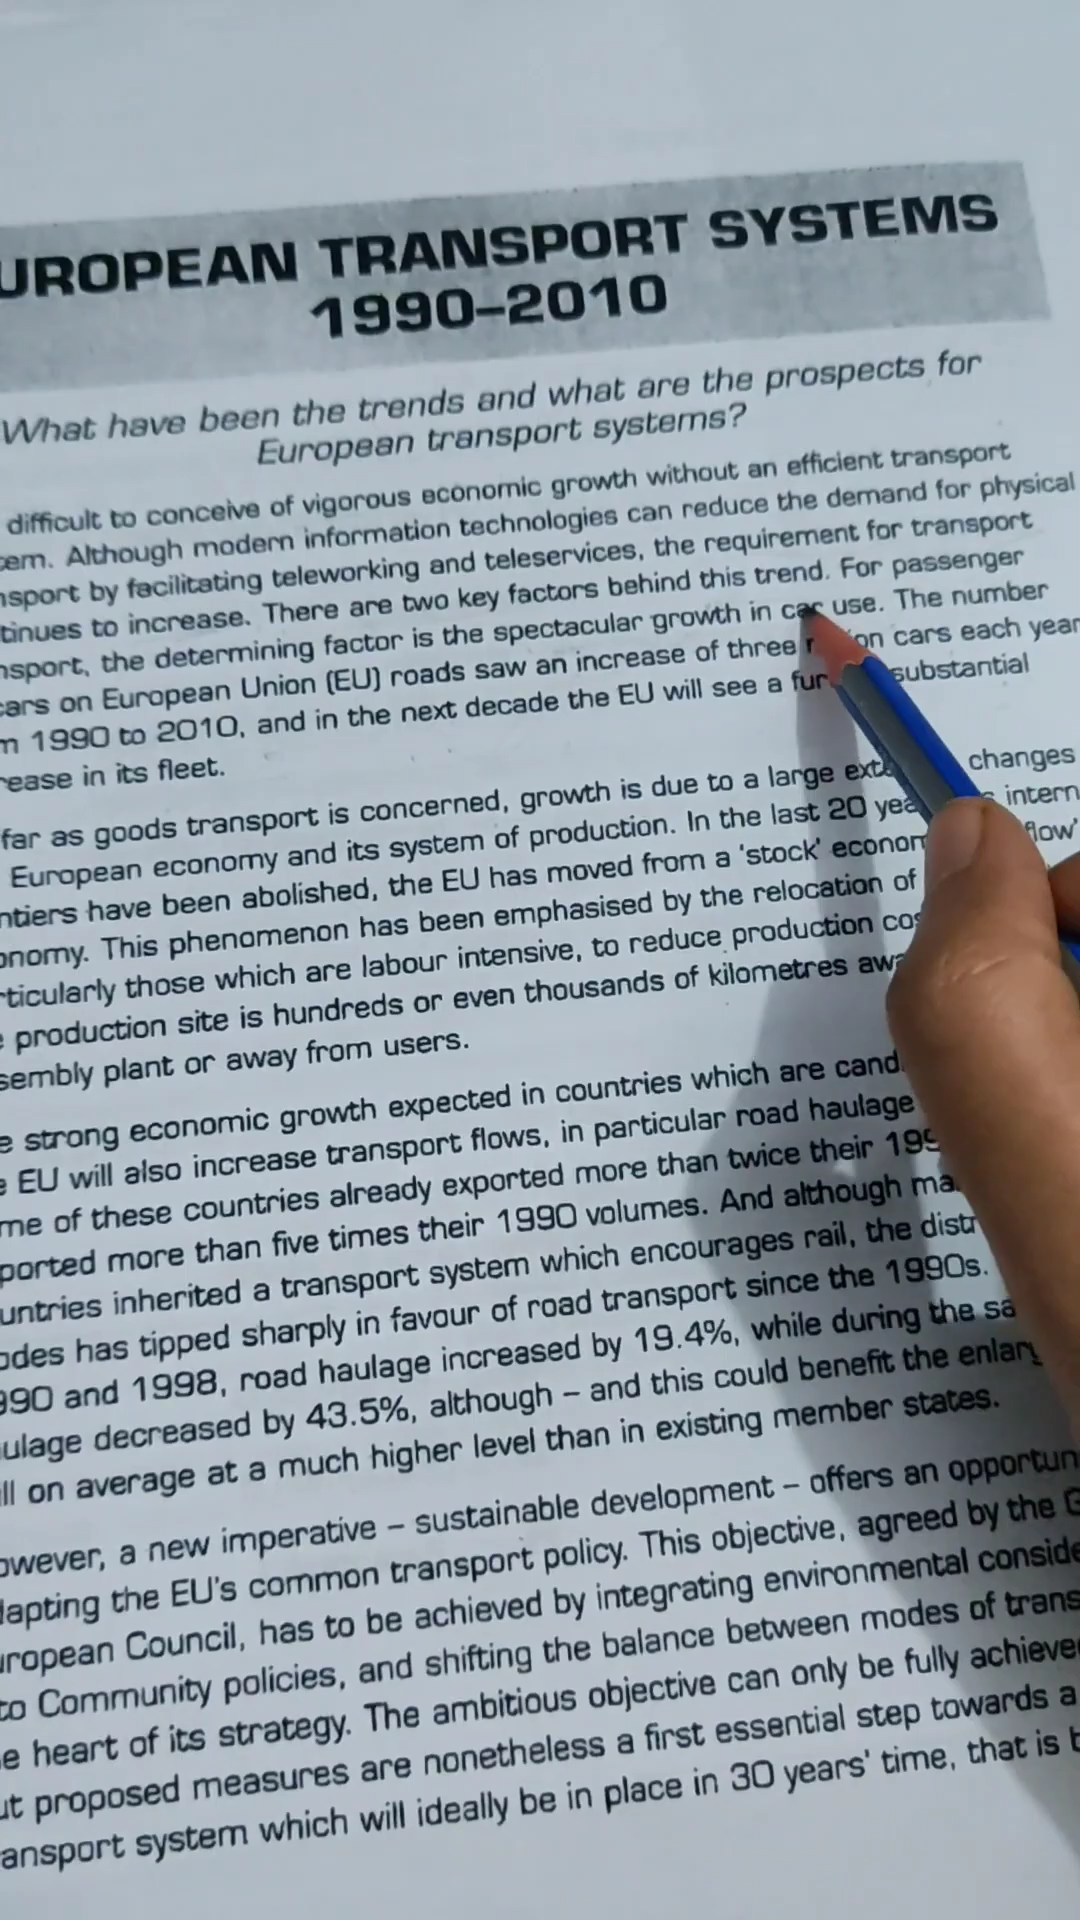 UROPEAN TRANSPORT SYSTEMS
1990–2010
What have been the trends and what are the prospects for
European transport systems?
difficult to conceive of vigorous economic growth without an efficient transport
tem. Although modern information technologies can reduce the demand for physical
nsport by facilitating teleworking and teleservices, the requirement for transport
tinues to increase. There are two key factors behind this trend. For passenger
nsport, the determining factor is the spectacular growth in car use. The number
cars on European Union (EU) roads saw an increase of three on cars each year
m 1990 to 2010, and in the next decade the EU will see a fur substantial
rease in its fleet.
far as goods transport is concerned, growth is due to a large exte changes
European economy and its system of production. In the last 20 yea s intern
ntiers have been abolished, the EU has moved from a 'stock' econom flow'
onomy. This phenomenon has been emphasised by the relocation of
rticularly those which are labour intensive, to reduce production cos
e production site is hundreds or even thousands of kilometres awa
sembly plant or away from users.
e strong economic growth expected in countries which are cand
e EU will also increase transport flows, in particular road haulage
me of these countries already exported more than twice their 199
ported more than five times their 1990 volumes. And although ma
untries inherited a transport system which encourages rail, the distr
odes has tipped sharply in favour of road transport since the 1990s.
990 and 1998, road haulage increased by 19.4%, while during the sa
ulage decreased by 43.5%, although – and this could benefit the enlarg
ll on average at a much higher level than in existing member states.
owever, a new imperative – sustainable development – offers an opportun
dapting the EU's common transport policy. This objective, agreed by the G
uropean Council, has to be achieved by integrating environmental conside
to Community policies, and shifting the balance between modes of trans
e heart of its strategy. The ambitious objective can only be fully achieve
ut proposed measures are nonetheless a first essential step towards a
ansport system which will ideally be in place in 30 years' time, that is b